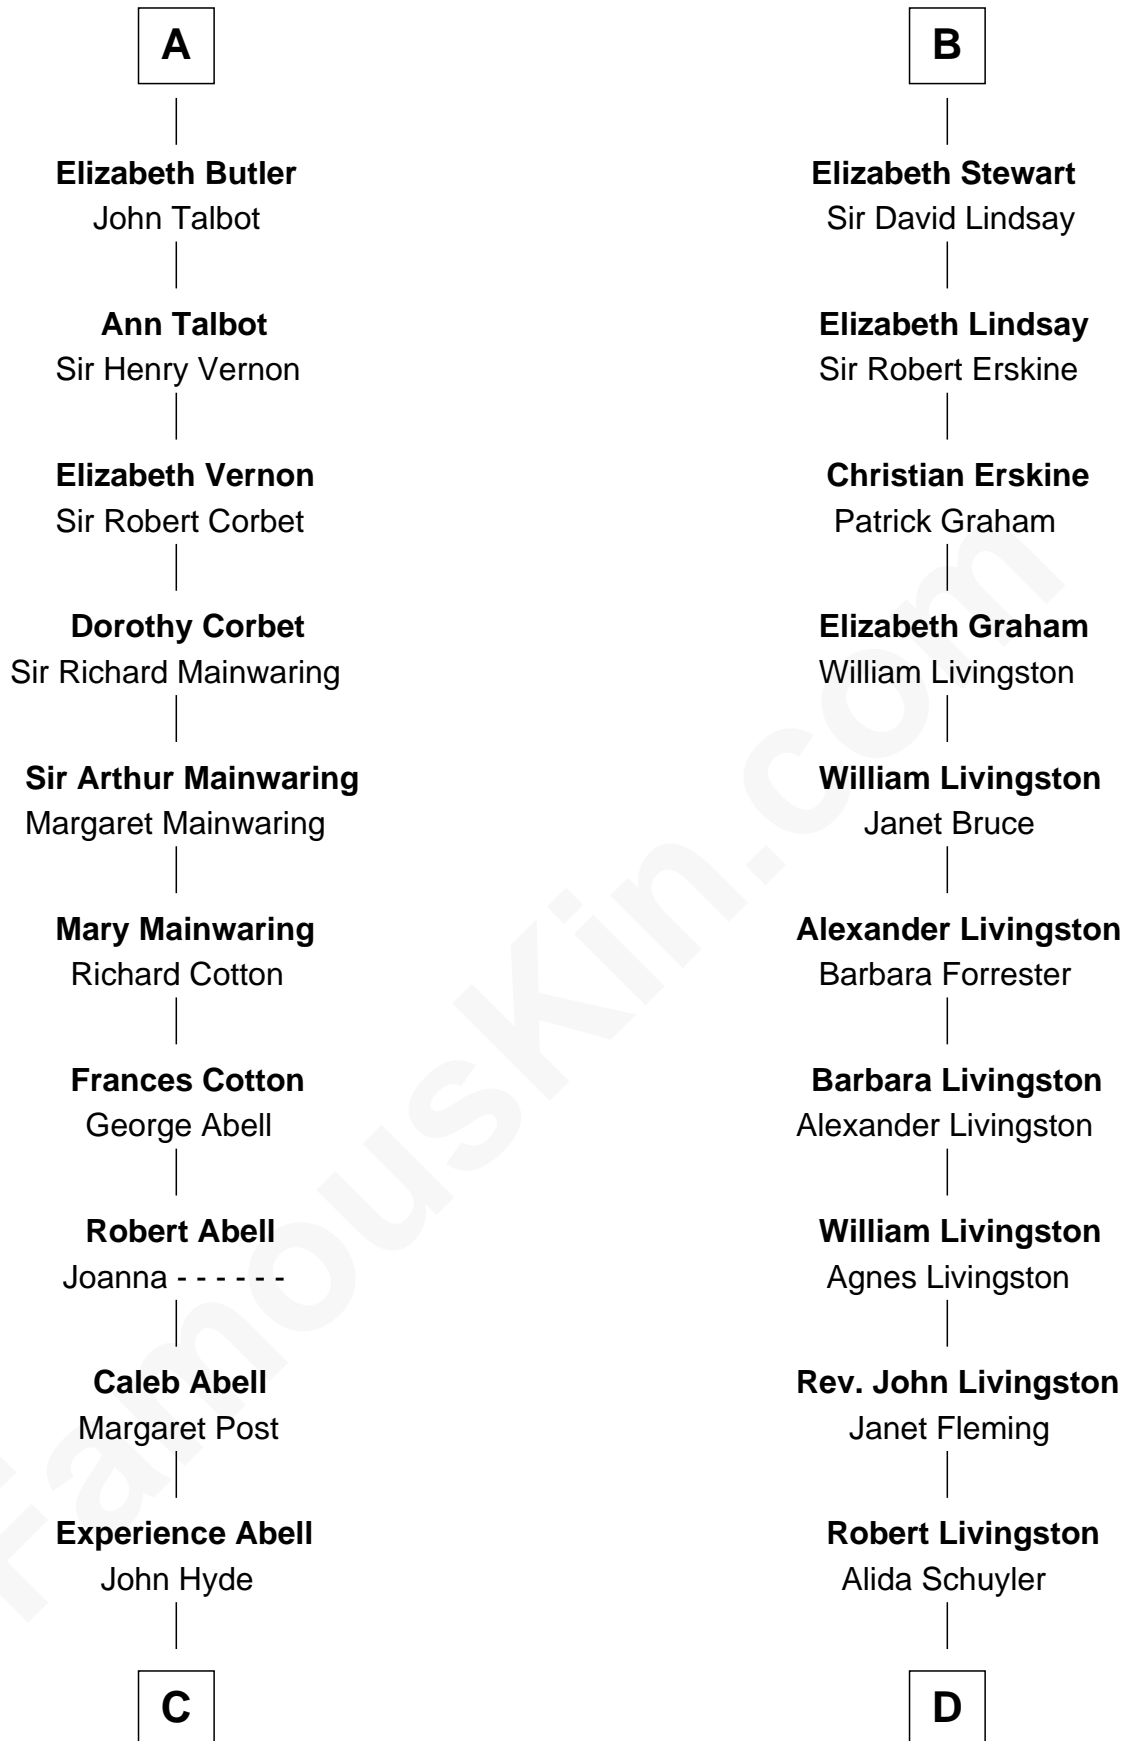 A
Elizabeth Butler
John Talbot
Ann Talbot
Sir Henry Vernon
Elizabeth Vernon
Sir Robert Corbet
Dorothy Corbet
Sir Richard Mainwaring
Sir Arthur Mainwaring
Margaret Mainwaring
Mary Mainwaring
Richard Cotton
Frances Cotton
George Abell
Robert Abell
Joanna - - - - - -
Caleb Abell
Margaret Post
Experience Abell
John Hyde
C
B
Elizabeth Stewart
Sir David Lindsay
Elizabeth Lindsay
Sir Robert Erskine
Christian Erskine
Patrick Graham
Elizabeth Graham
William Livingston
William Livingston
Janet Bruce
Alexander Livingston
Barbara Forrester
Barbara Livingston
Alexander Livingston
William Livingston
Agnes Livingston
Rev. John Livingston
Janet Fleming
Robert Livingston
Alida Schuyler
D
FamousKin.com